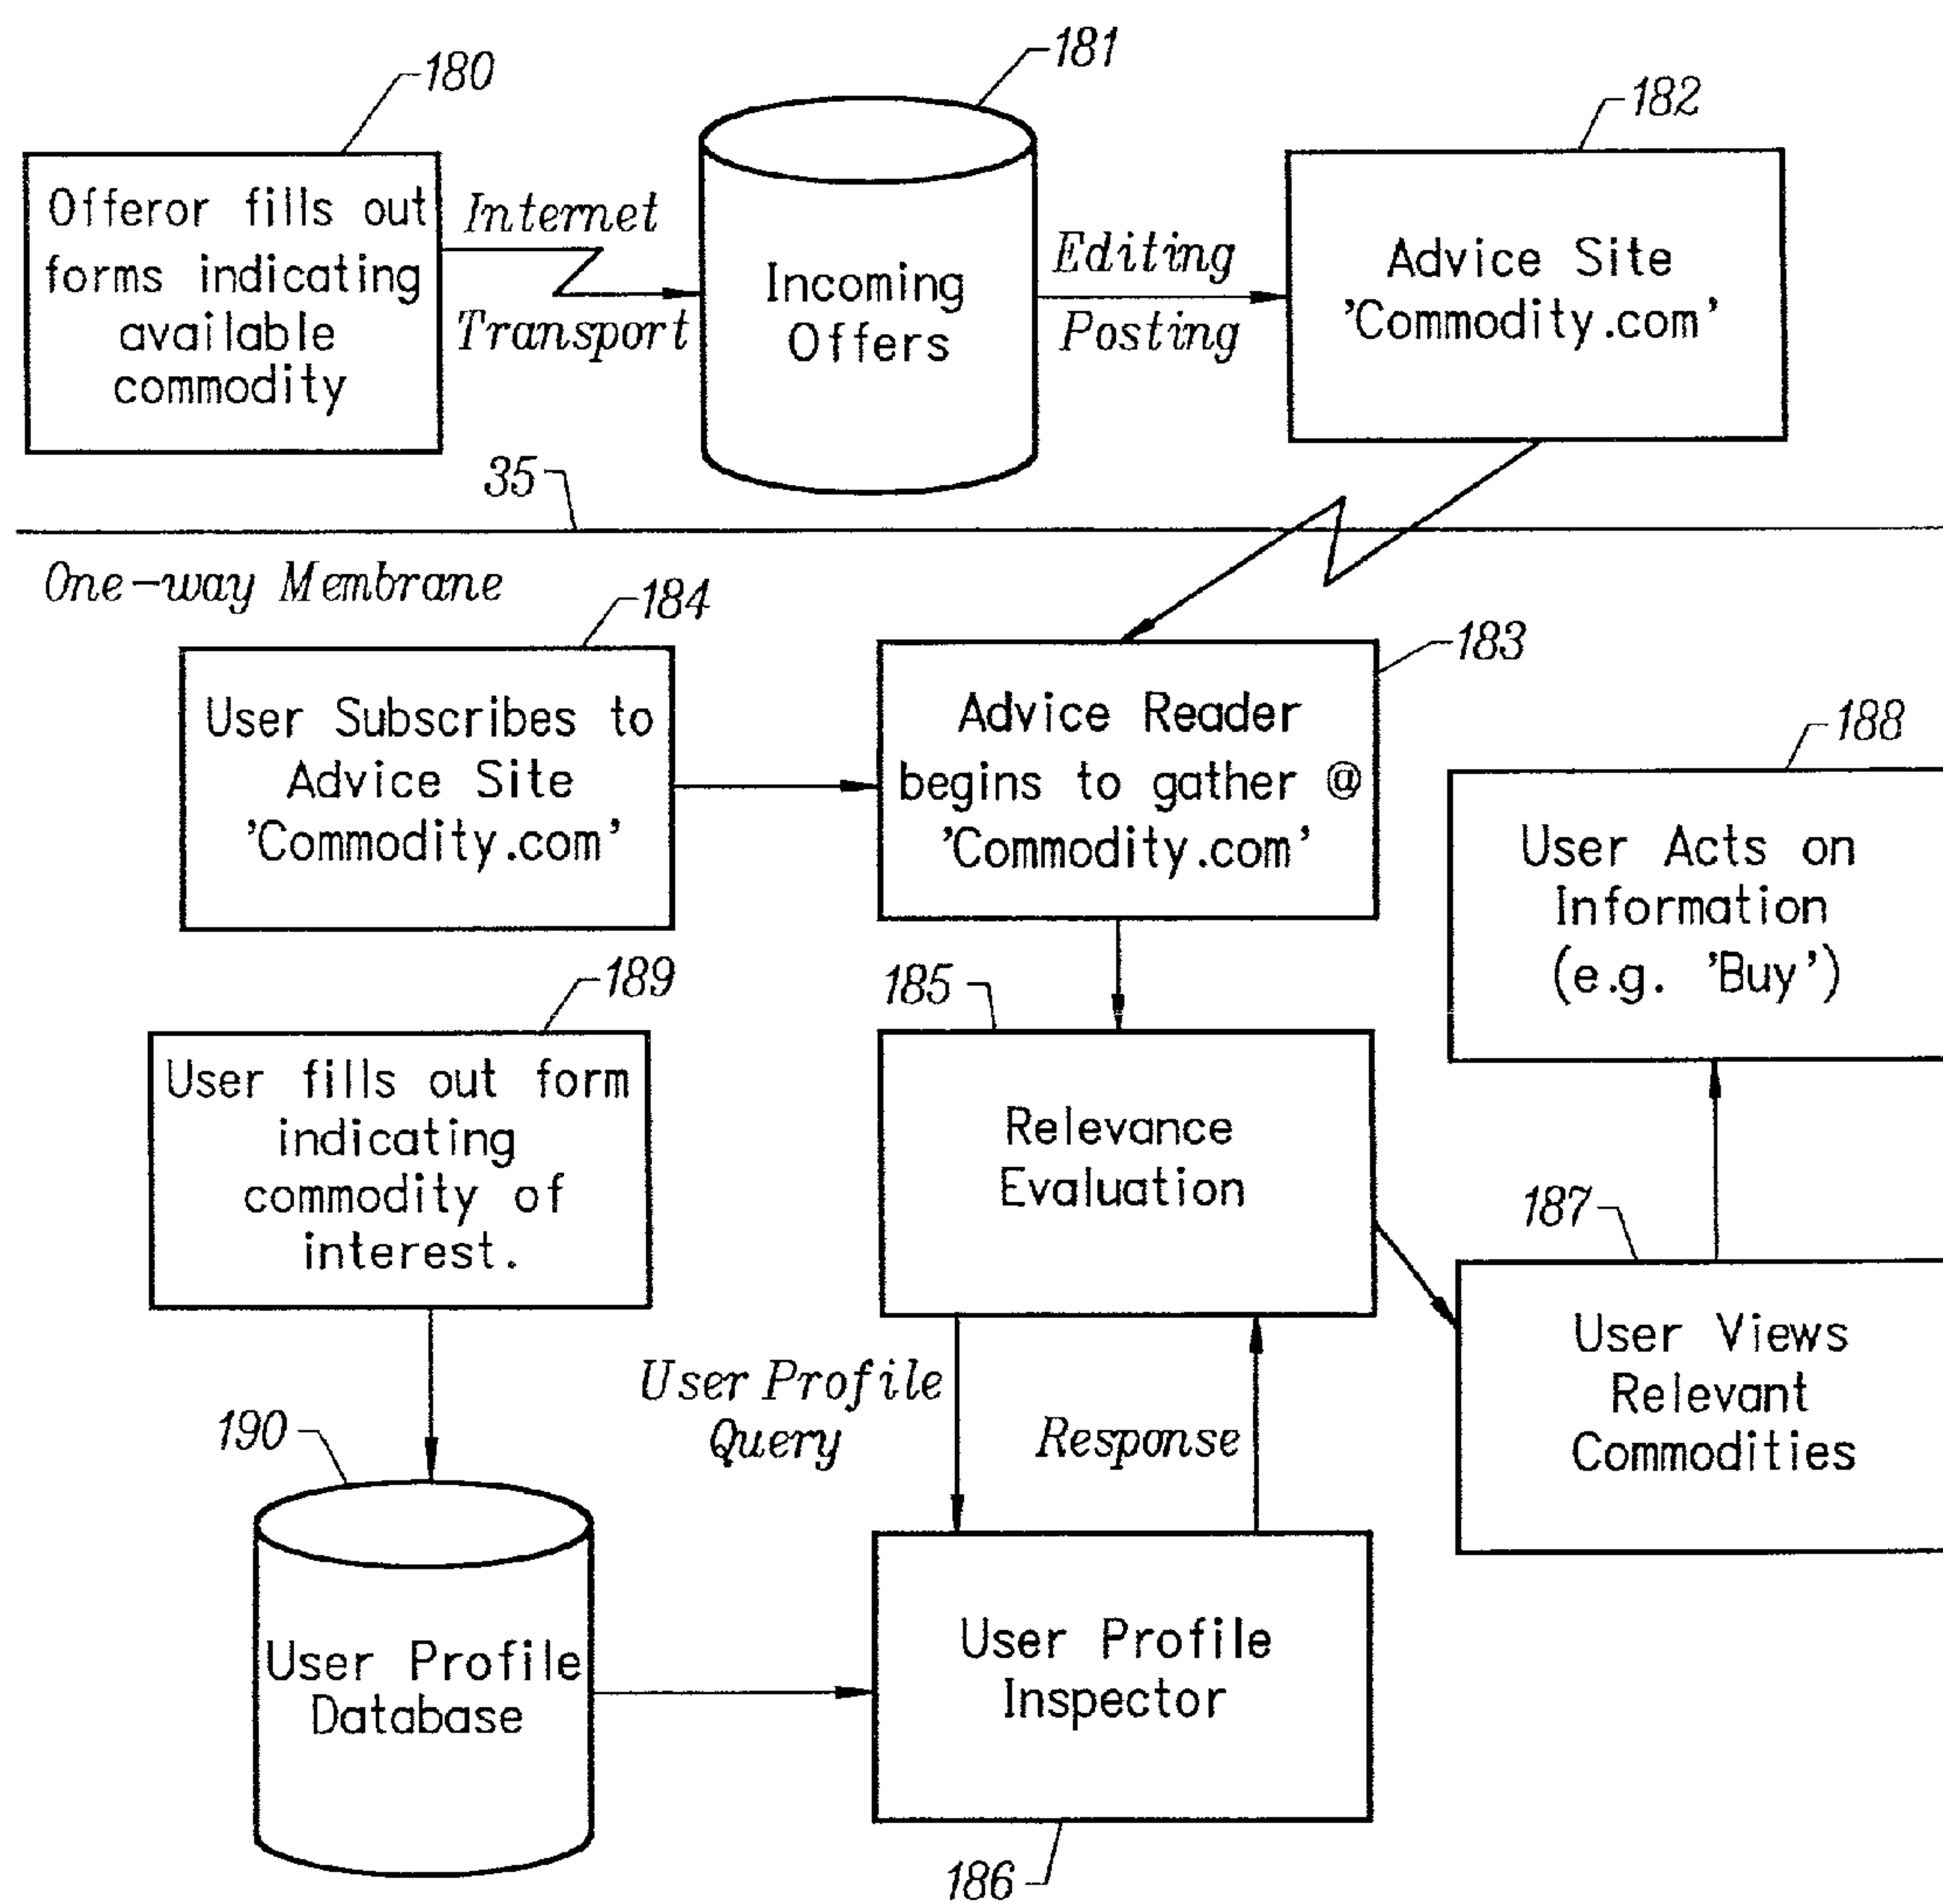 180
Offeror fills out
forms indicating
available
commodity
Internet
Transport
181
Incoming
Offers
Editing
Posting
182
Advice Site
'Commodity.com'
35
One-way Membrane
184
User Subscribes to
Advice Site
'Commodity.com'
183
Advice Reader
begins to gather @
'Commodity.com'
188
User Acts on
Information
(e.g. 'Buy')
189
User fills out form
indicating
commodity of
interest.
185
Relevance
Evaluation
187
User Views
Relevant
Commodities
User Profile
Query
Response
190
User Profile
Database
User Profile
Inspector
186